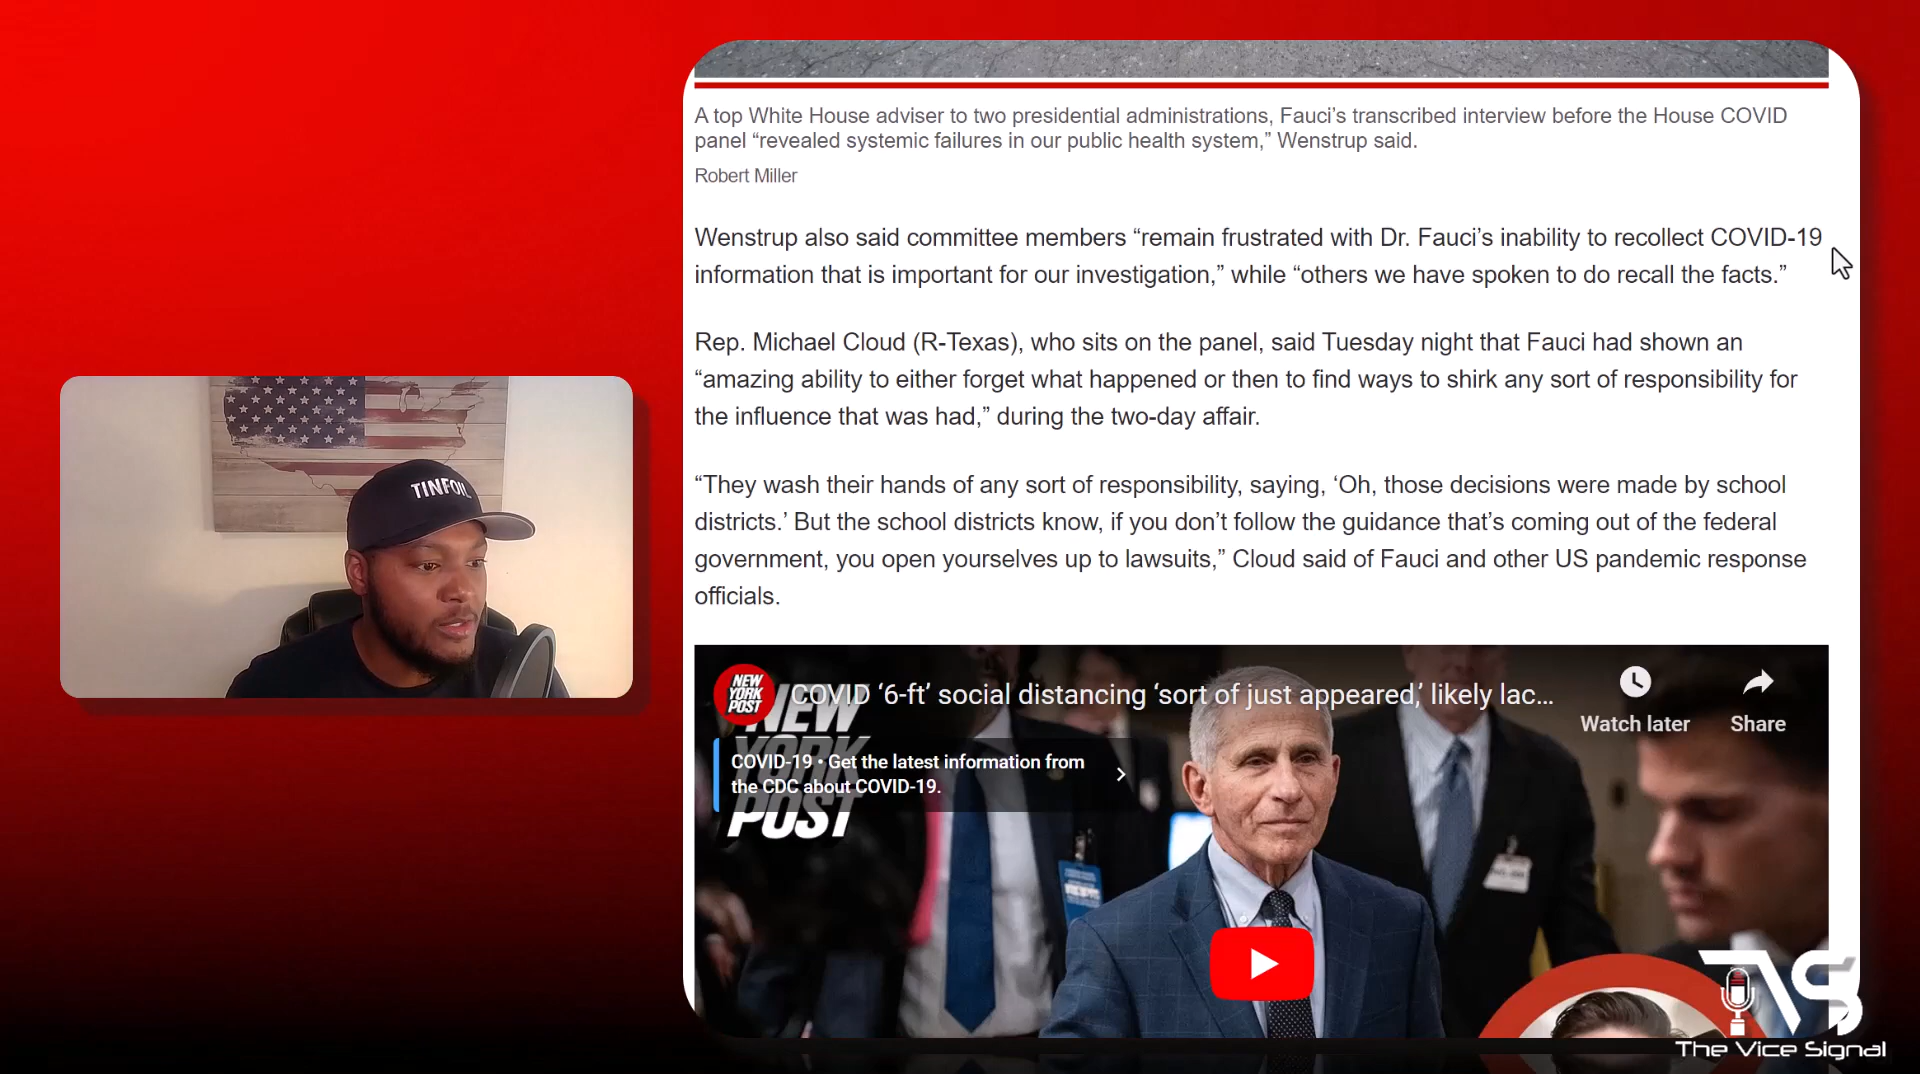 A top White House adviser to two presidential administrations, Fauci’s transcribed interview before the House COVID
panel “revealed systemic failures in our public health system,” Wenstrup said.
Robert Miller
Wenstrup also said committee members “remain frustrated with Dr. Fauci’s inability to recollect COVID-19
information that is important for our investigation,” while “others we have spoken to do recall the facts.”
Rep. Michael Cloud (R-Texas), who sits on the panel, said Tuesday night that Fauci had shown an
“amazing ability to either forget what happened or then to find ways to shirk any sort of responsibility for
the influence that was had,” during the two-day affair.
“They wash their hands of any sort of responsibility, saying, ‘Oh, those decisions were made by school
districts.’ But the school districts know, if you don’t follow the guidance that’s coming out of the federal
government, you open yourselves up to lawsuits,” Cloud said of Fauci and other US pandemic response
officials.
TINFOIL
NEW
YORK
POST
COVID ‘6-ft’ social distancing ‘sort of just appeared,’ likely lac...
Watch later
Share
NEW
YORK
POST
COVID-19 • Get the latest information from
the CDC about COVID-19.
TVS
The Vice Signal